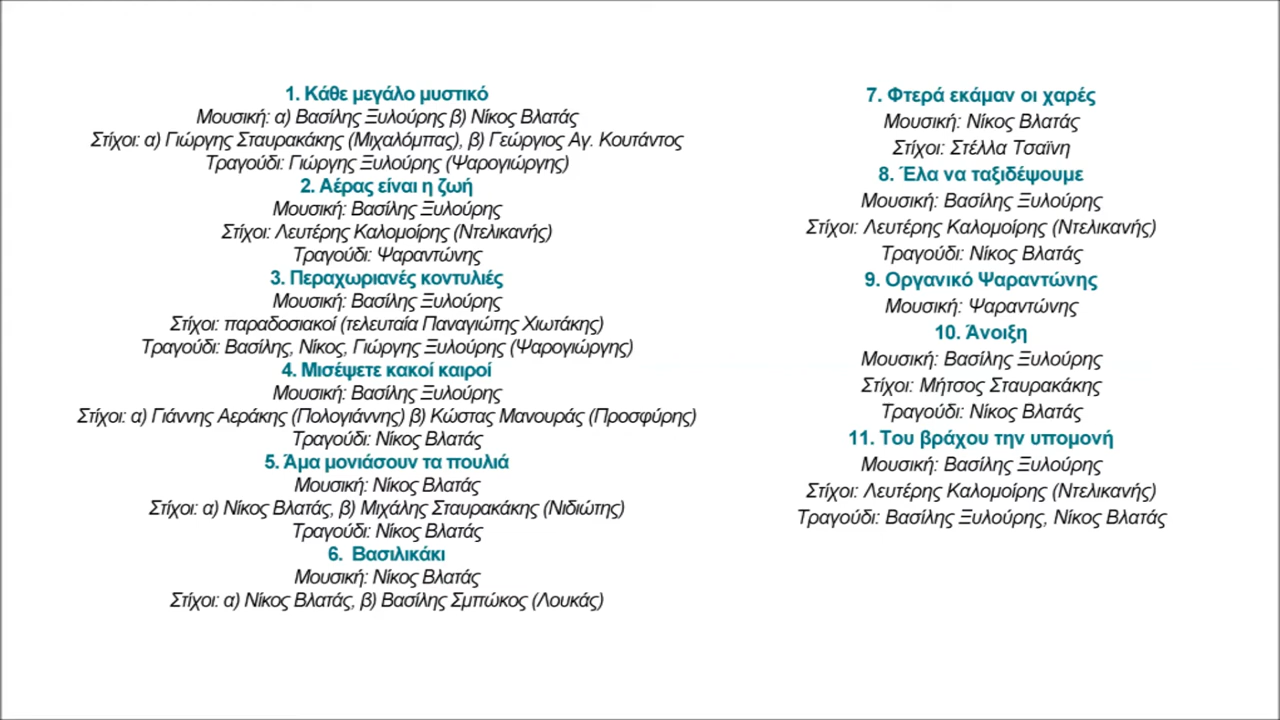 1. Κάθε μεγάλο μυστικό
Μουσική: α) Βασίλης Ξυλούρης β) Νίκος Βλατάς
Στίχοι: α) Γιώργης Σταυρακάκης (Μιχαλόμπας), β) Γεώργιος Αγ. Κουτάντος
Τραγούδι: Γιώργης Ξυλούρης (Ψαρογιώργης)
2. Αέρας είναι η ζωή
Μουσική: Βασίλης Ξυλούρης
Στίχοι: Λευτέρης Καλομοίρης (Ντελικανής)
Τραγούδι: Ψαραντώνης
3. Περαχωριανές κοντυλιές
Μουσική: Βασίλης Ξυλούρης
Στίχοι: παραδοσιακοί (τελευταία Παναγιώτης Χιωτάκης)
Τραγούδι: Βασίλης, Νίκος, Γιώργης Ξυλούρης (Ψαρογιώργης)
4. Μισέψετε κακοί καιροί
Μουσική: Βασίλης Ξυλούρης
Στίχοι: α) Γιάννης Αεράκης (Πολογιάννης) β) Κώστας Μανουράς (Προσφύρης)
Τραγούδι: Νίκος Βλατάς
5. Άμα μονιάσουν τα πουλιά
Μουσική: Νίκος Βλατάς
Στίχοι: α) Νίκος Βλατάς, β) Μιχάλης Σταυρακάκης (Νιδιώτης)
Τραγούδι: Νίκος Βλατάς
6. Βασιλικάκι
Μουσική: Νίκος Βλατάς
Στίχοι: α) Νίκος Βλατάς, β) Βασίλης Σμπώκος (Λουκάς)
7. Φτερά εκάμαν οι χαρές
Μουσική: Νίκος Βλατάς
Στίχοι: Στέλλα Τσαϊνη
8. Έλα να ταξιδέψουμε
Μουσική: Βασίλης Ξυλούρης
Στίχοι: Λευτέρης Καλομοίρης (Ντελικανής)
Τραγούδι: Νίκος Βλατάς
9. Οργανικό Ψαραντώνης
Μουσική: Ψαραντώνης
10. Άνοιξη
Μουσική: Βασίλης Ξυλούρης
Στίχοι: Μήτσος Σταυρακάκης
Τραγούδι: Νίκος Βλατάς
11. Του βράχου την υπομονή
Μουσική: Βασίλης Ξυλούρης
Στίχοι: Λευτέρης Καλομοίρης (Ντελικανής)
Τραγούδι: Βασίλης Ξυλούρης, Νίκος Βλατάς